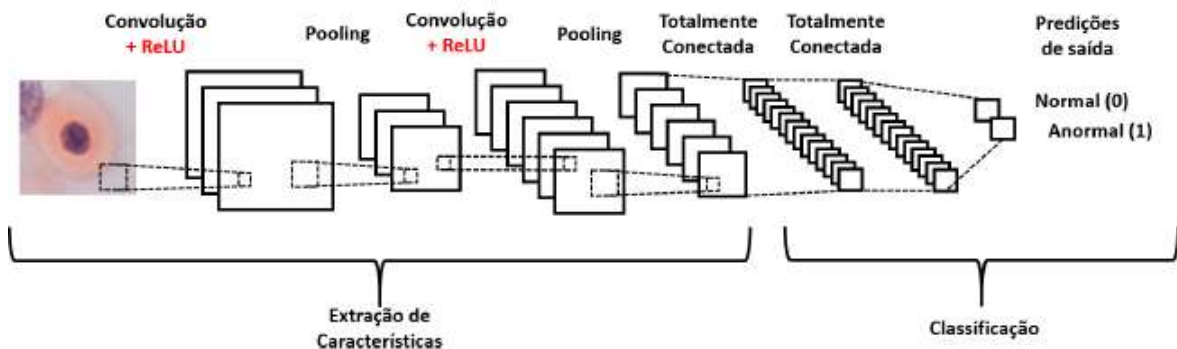 Convolução
+ ReLU
Pooling
Convolução
+ ReLU
Pooling
Totalmente
Conectada
Totalmente
Conectada
Predições
de saída
Normal (0)
Anormal (1)
Extração de
Características
Classificação